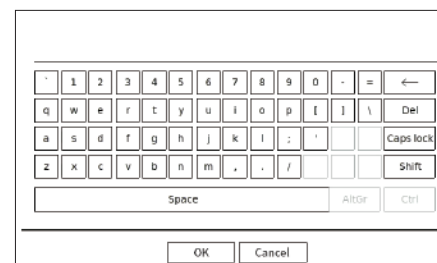 ` 1 2 3 4 5 6 7 8 9 0 - = ←
q w e r t y u i o p [ ] \ Del
a s d f g h j k l ; ' Caps lock
z x c v b n m , . / Shift
Space AltGr Ctrl
OK Cancel